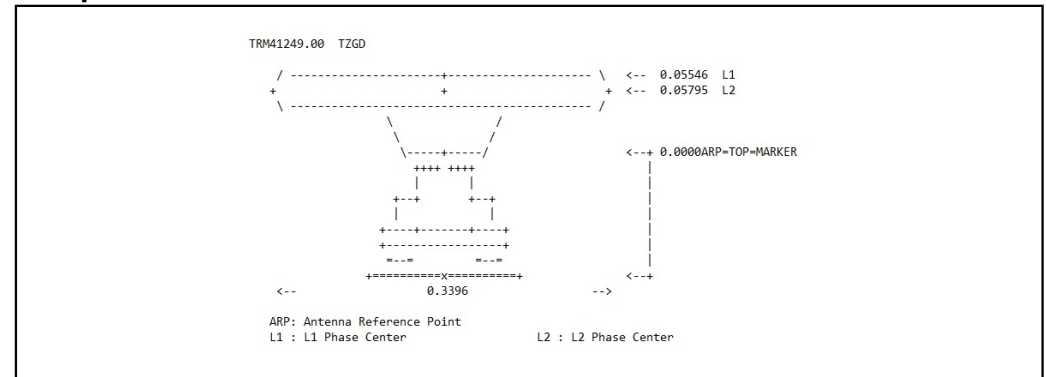 TRM41249.00 TZGD
<-- 0.05546 L1
<-- 0.05795 L2
<--+ 0.0000ARP=TOP=MARKER
<--+
<-- 0.3396 -->
ARP: Antenna Reference Point
L1 : L1 Phase Center L2 : L2 Phase Center